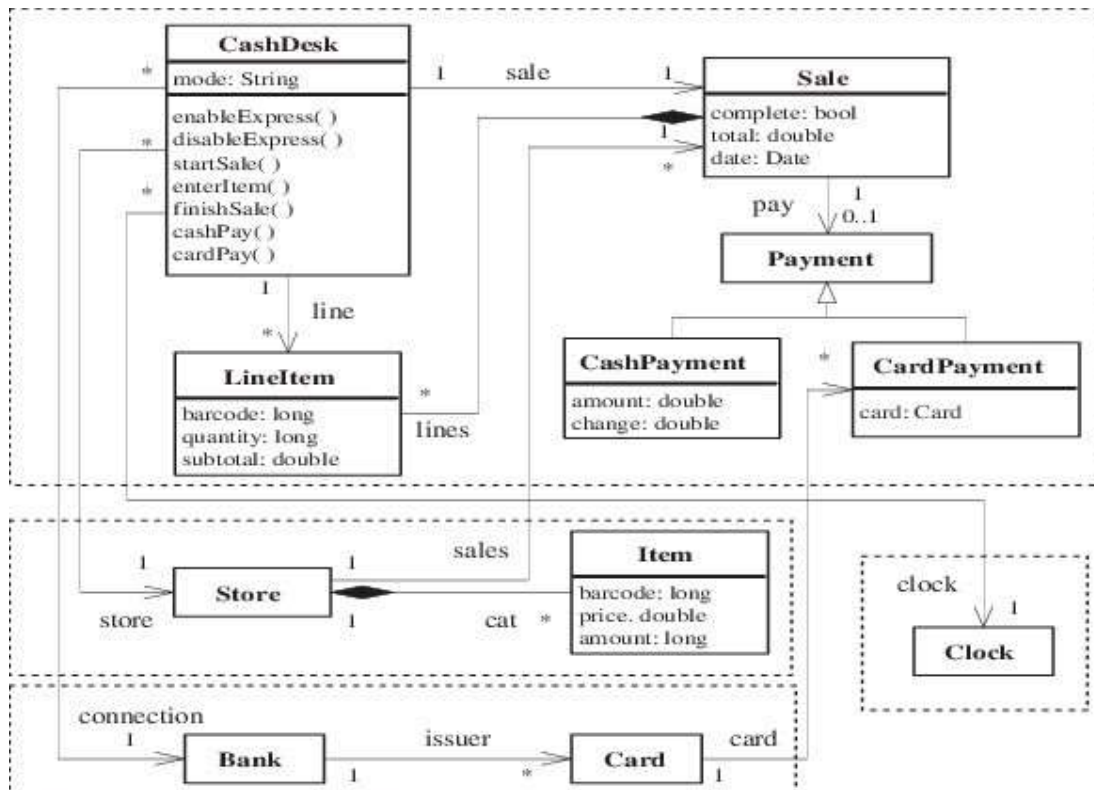 CashDesk
* mode: String
1 sale 1
Sale
enableExpress( )
disableExpress( )
startSale( )
enterItem( )
finishSale( )
cashPay( )
cardPay( )
*
*
complete: bool
total: double
date: Date
1
*
1
pay
0..1
Payment
1
line
*
LineItem
barcode: long
quantity: long
subtotal: double
*
lines
CashPayment
amount: double
change: double
*
CardPayment
card: Card
1
store
Store
1
sales
1
cat *
Item
barcode: long
price. double
amount: long
clock
1
Clock
connection
1
Bank
issuer
1
*
Card
card
1